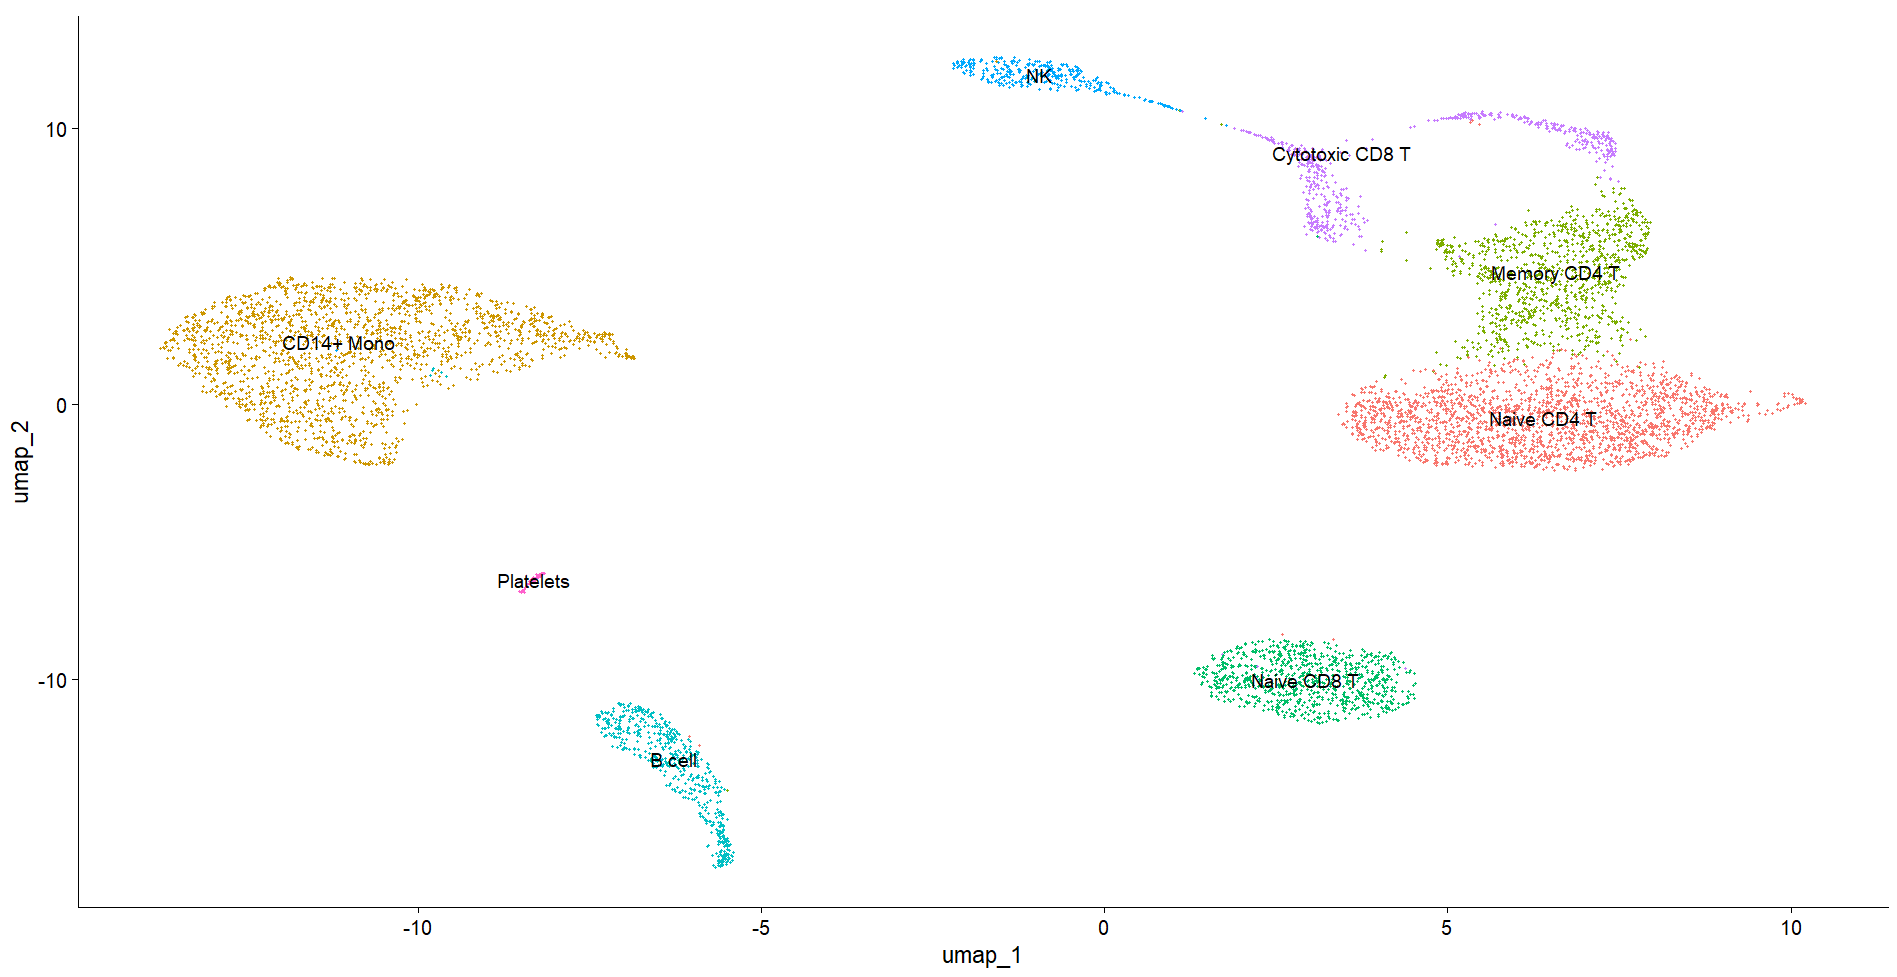 NK
Cytotoxic CD8 T
Memory CD4 T
CD14+ Mono
Naive CD4 T
Platelets
Naive CD8 T
B cell
10
0
-10
umap_2
-10
-5
0
5
10
umap_1